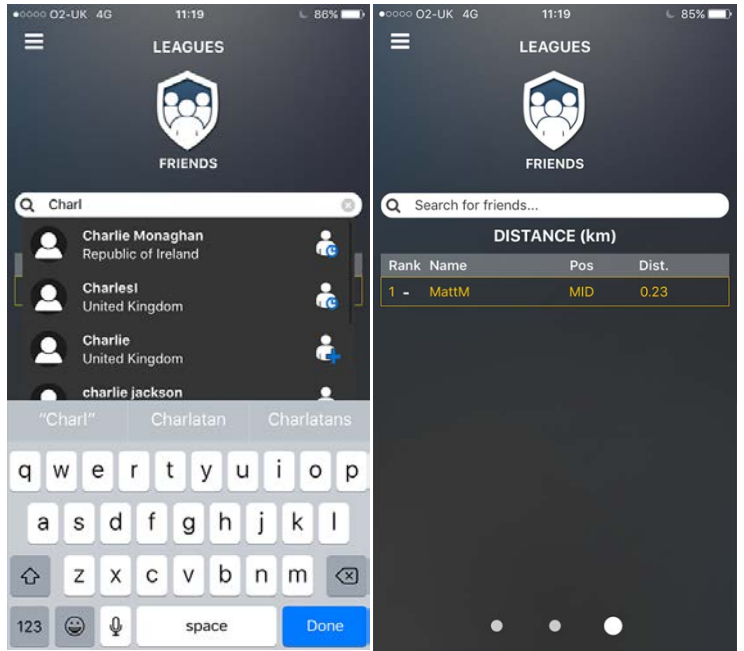 O2-UK 4G 11:19 86%
LEAGUES
FRIENDS
Charl
Charlie Monaghan
Republic of Ireland
Charlesl
United Kingdom
Charlie
United Kingdom
charlie jackson
"Charl" Charlatan Charlatans
q w e r t y u i o p
a s d f g h j k l
z x c v b n m
123 space Done
O2-UK 4G 11:19 85%
LEAGUES
FRIENDS
Search for friends...
DISTANCE (km)
Rank Name Pos Dist.
1 - MattM MID 0.23